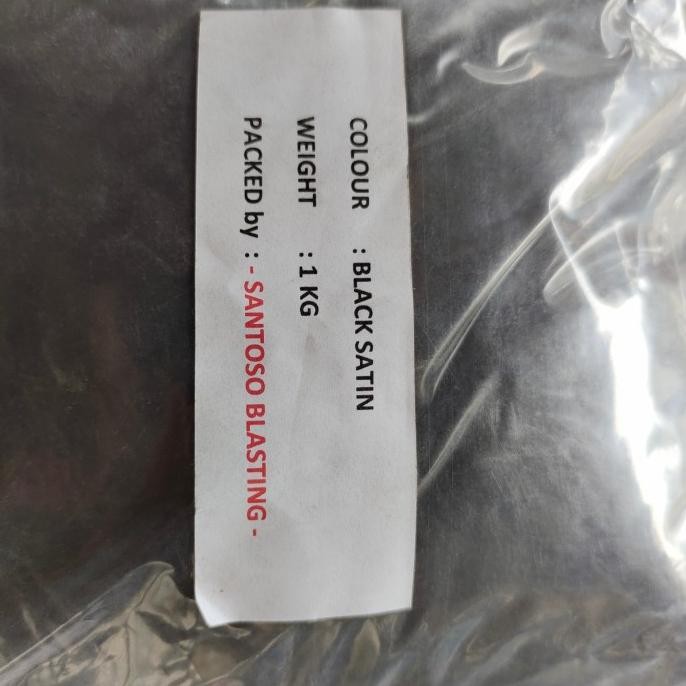 COLOUR : BLACK SATIN
WEIGHT : 1 KG
PACKED by : - SANTOSO BLASTING -